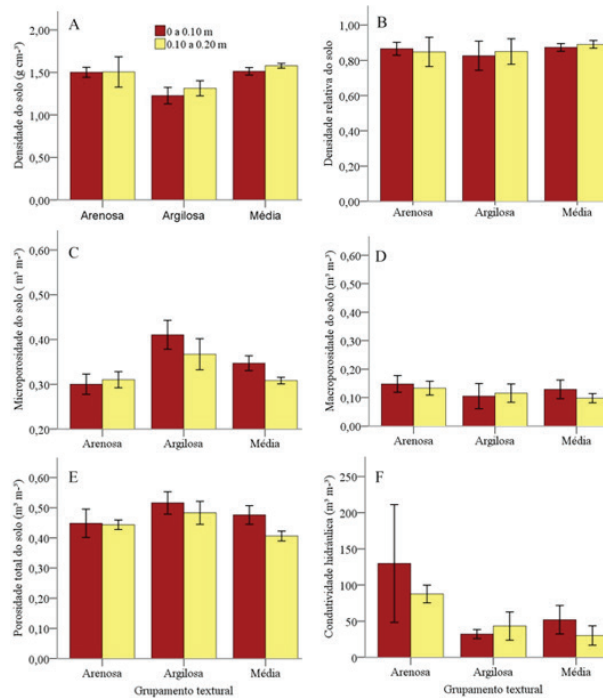 A
0 a 0.10 m
0.10 a 0.20 m
Densidade do solo (g cm-³)
2,00
1,50
1,00
0,50
0,00
Arenosa Argilosa Média
B
Densidade relativa do solo
1,00
0,80
0,60
0,40
0,20
0,00
Arenosa Argilosa Média
C
Microporosidade do solo ( m³ m-³)
0,60
0,50
0,40
0,30
0,20
Arenosa Argilosa Média
D
Macroporosidade do solo (m³ m-³)
0,60
0,50
0,40
0,30
0,20
0,10
0,00
Arenosa Argilosa Média
E
Porosidade total do solo (m³ m-³)
0,60
0,50
0,40
0,30
0,20
0,10
0,00
Arenosa Argilosa Média
Grupamento textural
F
Condutividade hidráulica (m³ m-³)
250
200
150
100
50
0
Arenosa Argilosa Média
Grupamento textural